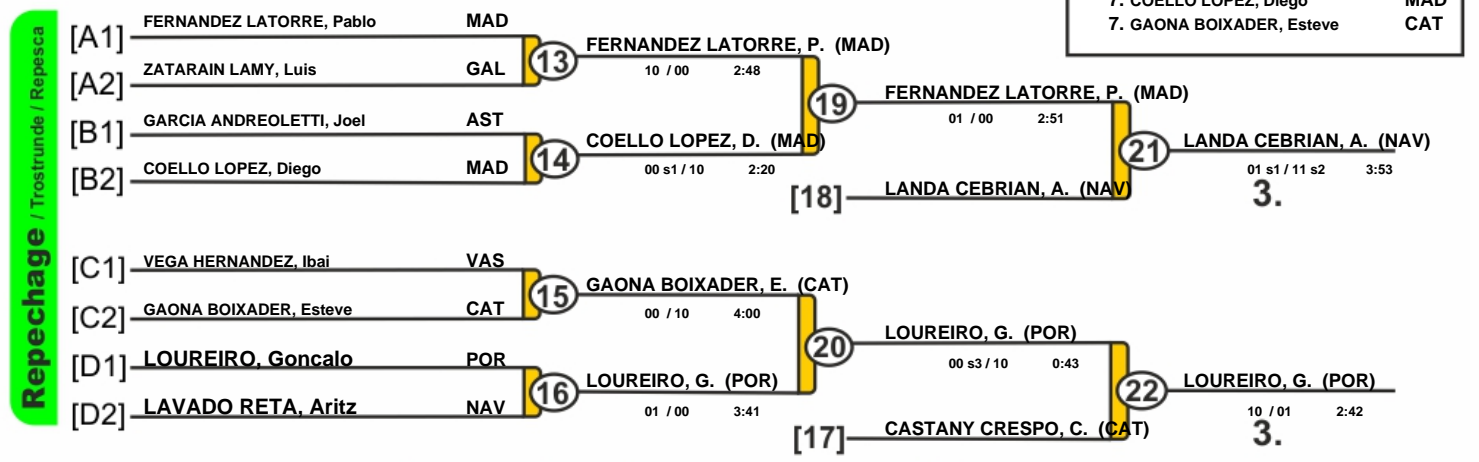 7. COELLO LOPEZ, Diego MAD
7. GAONA BOIXADER, Esteve CAT
Repechage / Trostrunde / Repesca
[A1] FERNANDEZ LATORRE, Pablo MAD
[A2] ZATARAIN LAMY, Luis GAL
13 FERNANDEZ LATORRE, P. (MAD)
10 / 00 2:48
[B1] GARCIA ANDREOLETTI, Joel AST
[B2] COELLO LOPEZ, Diego MAD
14 COELLO LOPEZ, D. (MAD)
00 s1 / 10 2:20
19 FERNANDEZ LATORRE, P. (MAD)
01 / 00 2:51
[18] LANDA CEBRIAN, A. (NAV)
21 LANDA CEBRIAN, A. (NAV)
01 s1 / 11 s2 3:53
3.
[C1] VEGA HERNANDEZ, Ibai VAS
[C2] GAONA BOIXADER, Esteve CAT
15 GAONA BOIXADER, E. (CAT)
00 / 10 4:00
[D1] LOUREIRO, Goncalo POR
[D2] LAVADO RETA, Aritz NAV
16 LOUREIRO, G. (POR)
01 / 00 3:41
20 LOUREIRO, G. (POR)
00 s3 / 10 0:43
[17] CASTANY CRESPO, C. (CAT)
22 LOUREIRO, G. (POR)
10 / 01 2:42
3.